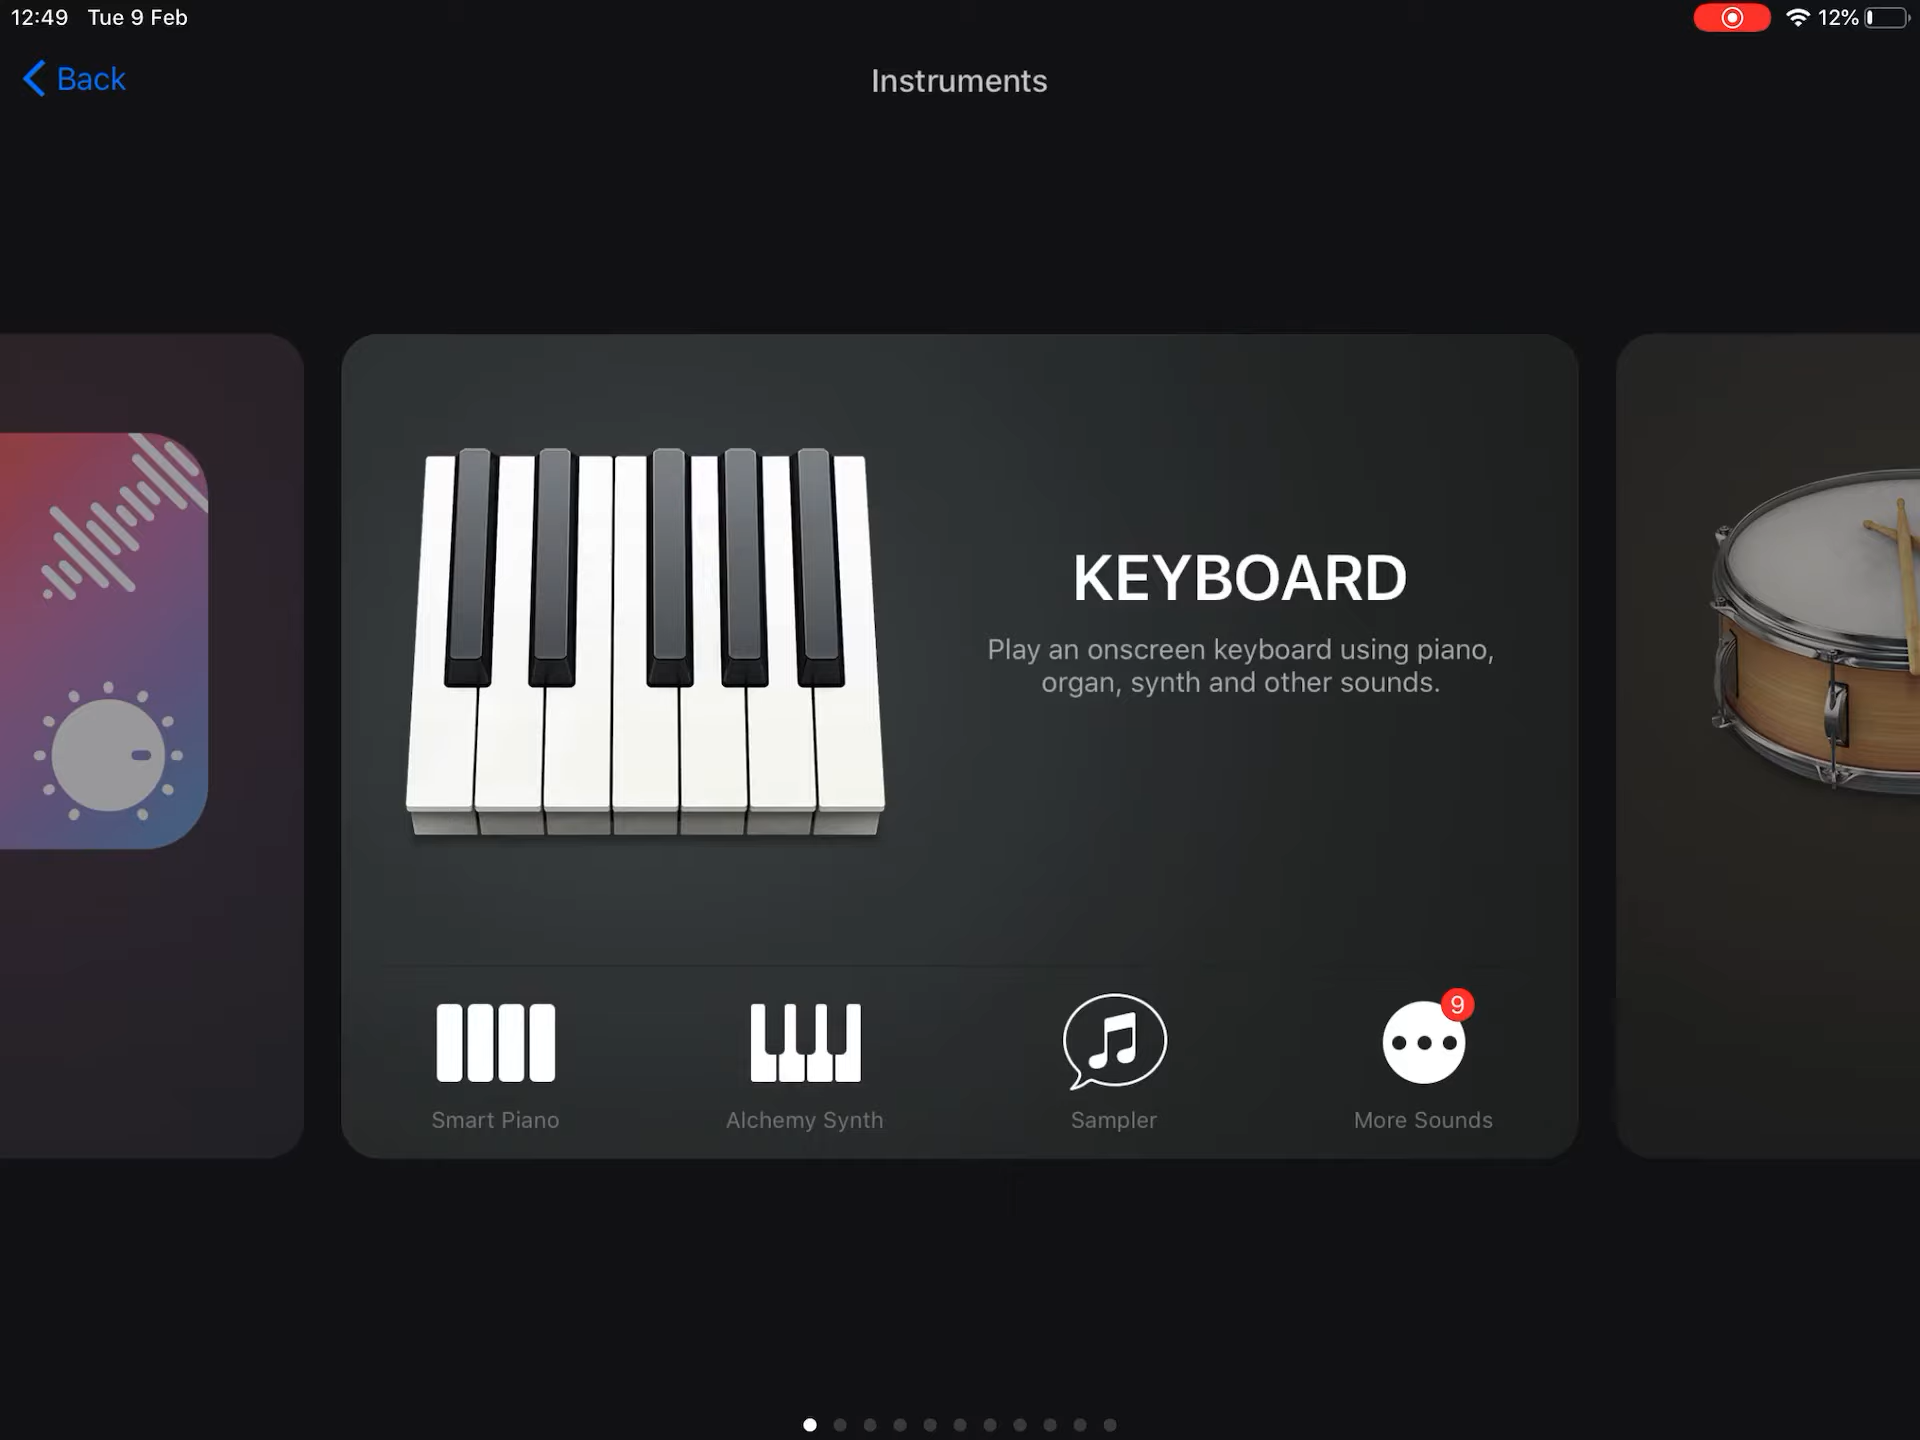 12:49 Tue 9 Feb
12%
Back
Instruments
KEYBOARD
Play an onscreen keyboard using piano,
organ, synth and other sounds.
9
Smart Piano
Alchemy Synth
Sampler
More Sounds